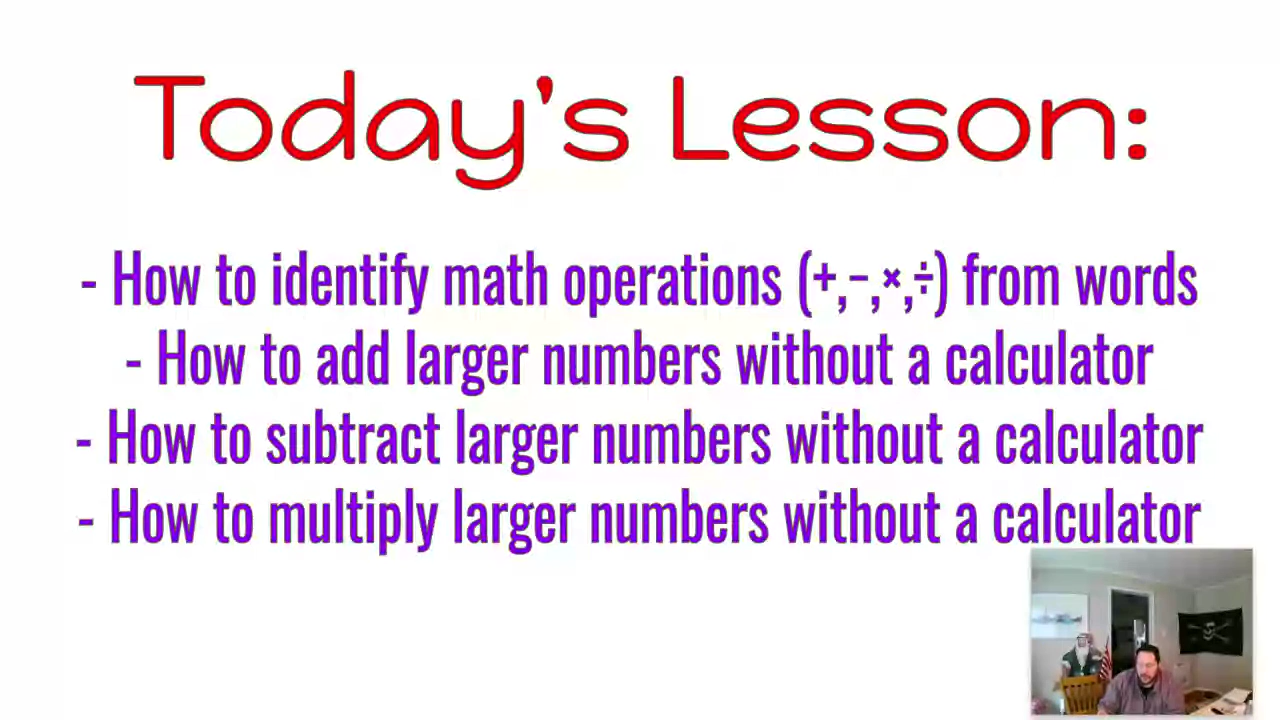 Today's Lesson:
- How to identify math operations (+,−,×,÷) from words
- How to add larger numbers without a calculator
- How to subtract larger numbers without a calculator
- How to multiply larger numbers without a calculator